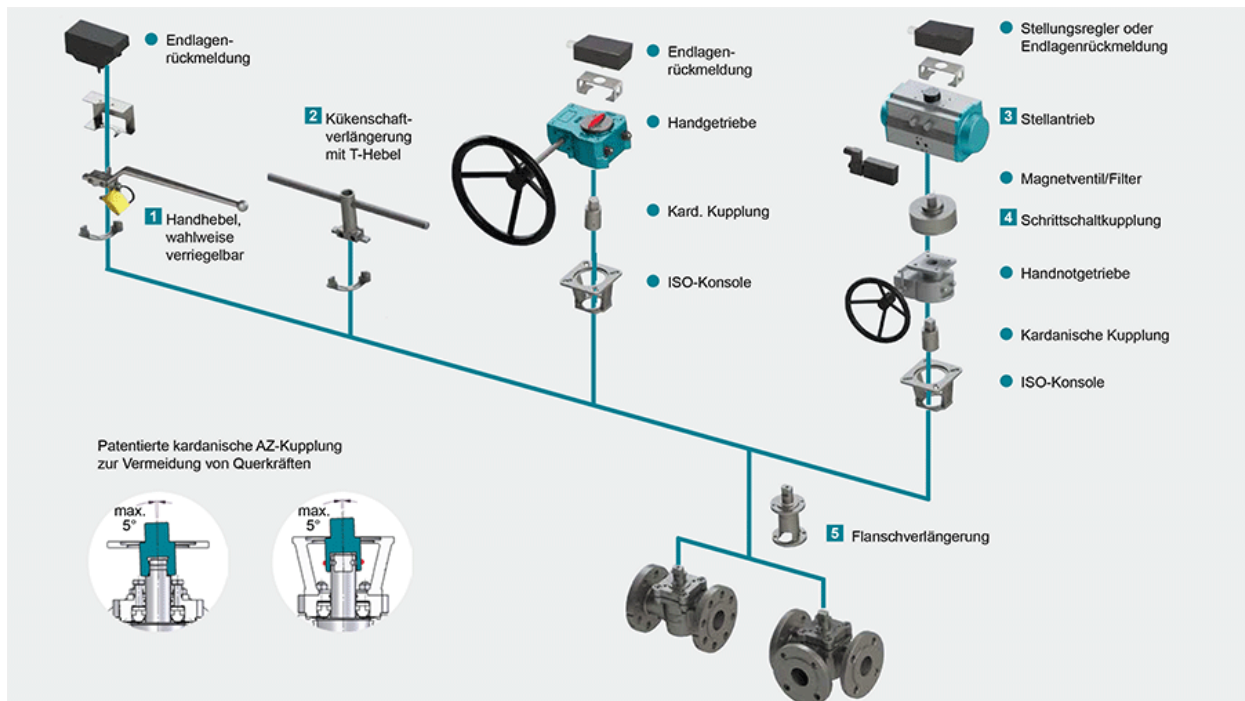 Endlagen-
rückmeldung
1 Handhebel,
wahlweise
verriegelbar
2 Kükenschaft-
verlängerung
mit T-Hebel
Endlagen-
rückmeldung
Handgetriebe
Kard. Kupplung
ISO-Konsole
Stellungsregler oder
Endlagenrückmeldung
3 Stellantrieb
Magnetventil/Filter
4 Schrittschaltkupplung
Handnotgetriebe
Kardanische Kupplung
ISO-Konsole
5 Flanschverlängerung
Patentierte kardanische AZ-Kupplung
zur Vermeidung von Querkräften
max.
5°
max.
5°